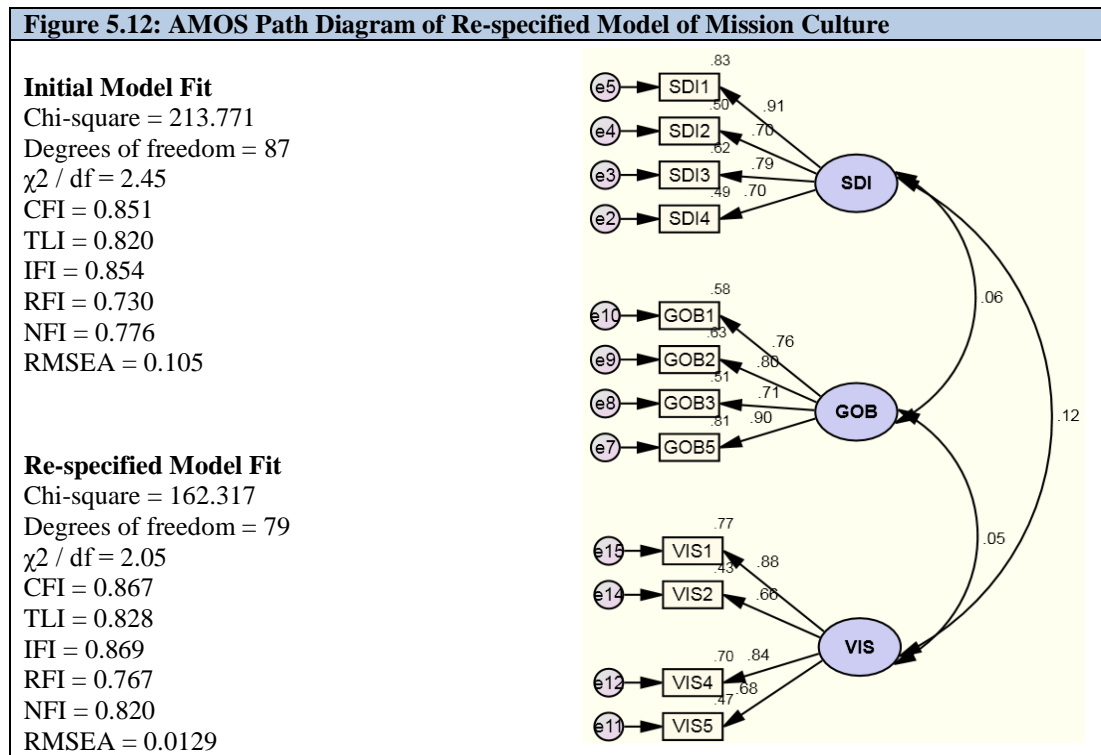 Figure 5.12: AMOS Path Diagram of Re-specified Model of Mission Culture
Initial Model Fit
Chi-square = 213.771
Degrees of freedom = 87
χ2 / df = 2.45
CFI = 0.851
TLI = 0.820
IFI = 0.854
RFI = 0.730
NFI = 0.776
RMSEA = 0.105
Re-specified Model Fit
Chi-square = 162.317
Degrees of freedom = 79
χ2 / df = 2.05
CFI = 0.867
TLI = 0.828
IFI = 0.869
RFI = 0.767
NFI = 0.820
RMSEA = 0.0129
.83
e5 SDI1 .91
.50
e4 SDI2 .70
.62
e3 SDI3 .79
SDI
.49
e2 SDI4 .70
.06
.58
e10 GOB1 .76
.63
e9 GOB2 .80
.51
e8 GOB3 .71
GOB
.81
e7 GOB5 .90
.12
.05
.77
e15 VIS1 .88
.43
e14 VIS2 .66
VIS
.70
e12 VIS4 .84
.47
e11 VIS5 .68